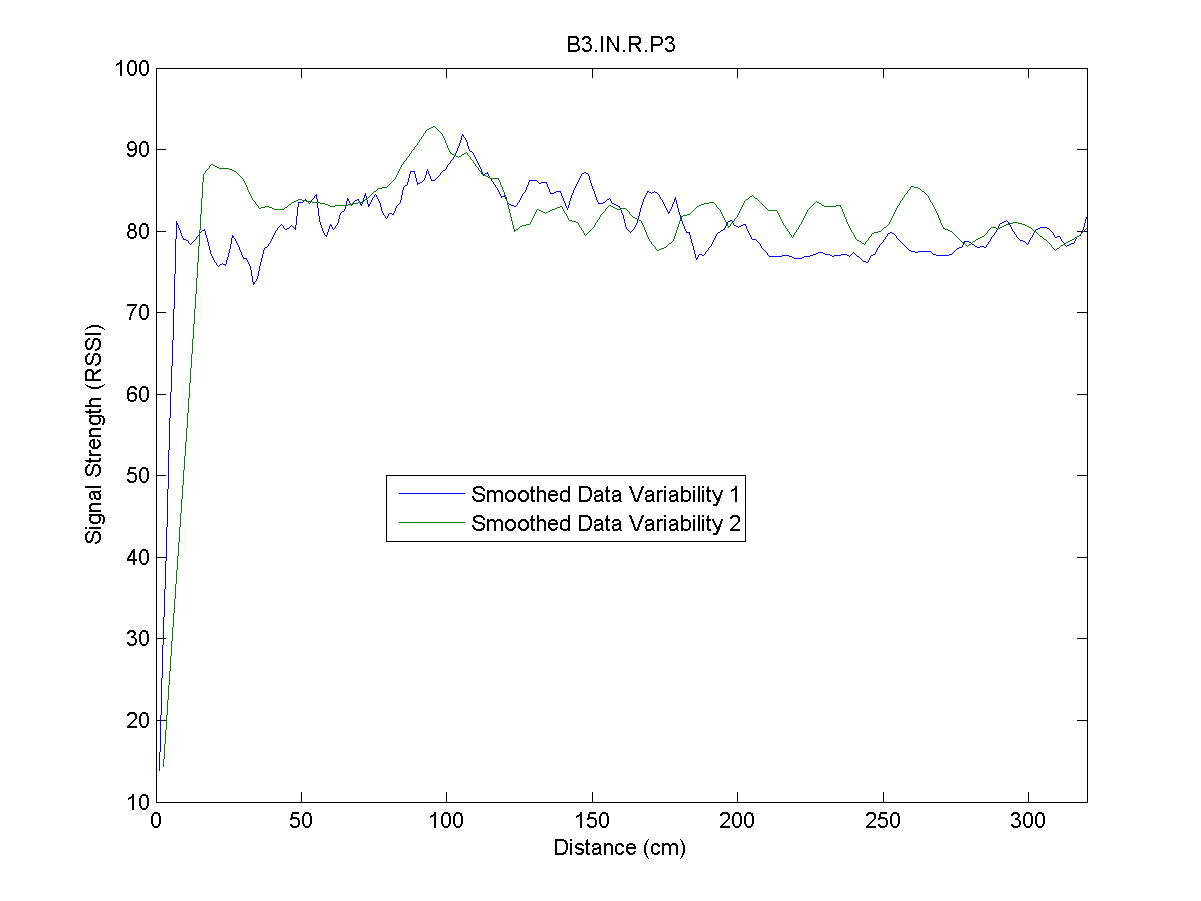 B3.IN.R.P3
100
90
80
70
60
50
40
30
20
10
Signal Strength (RSSI)
Smoothed Data Variability 1
Smoothed Data Variability 2
0 50 100 150 200 250 300
Distance (cm)